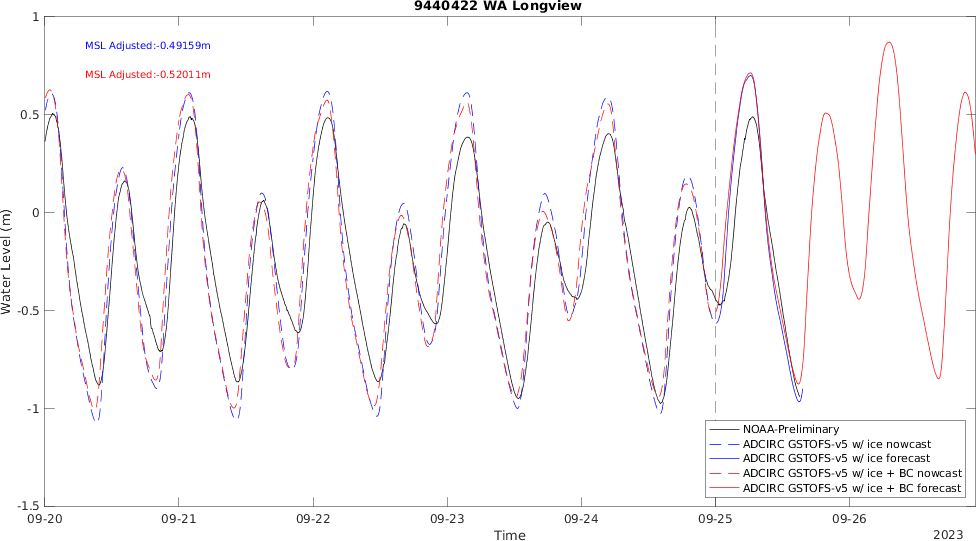 9440422 WA Longview
MSL Adjusted:-0.49159m
MSL Adjusted:-0.52011m
1
0.5
0
-0.5
-1
-1.5
Water Level (m)
09-20
09-21
09-22
09-23
09-24
09-25
09-26
Time
2023
NOAA-Preliminary
ADCIRC GSTOFS-v5 w/ ice nowcast
ADCIRC GSTOFS-v5 w/ ice forecast
ADCIRC GSTOFS-v5 w/ ice + BC nowcast
ADCIRC GSTOFS-v5 w/ ice + BC forecast